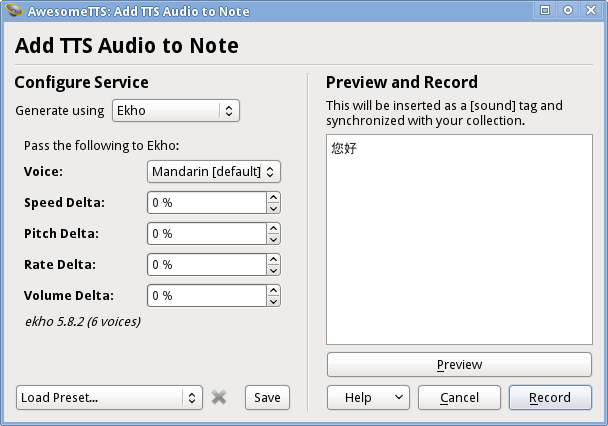 AwesomeTTS: Add TTS Audio to Note
Add TTS Audio to Note
Configure Service
Generate using Ekho
Pass the following to Ekho:
Voice: Mandarin [default]
Speed Delta: 0 %
Pitch Delta: 0 %
Rate Delta: 0 %
Volume Delta: 0 %
ekho 5.8.2 (6 voices)
Load Preset...
Save
Preview and Record
This will be inserted as a [sound] tag and
synchronized with your collection.
您好
Preview
Help
Cancel
Record